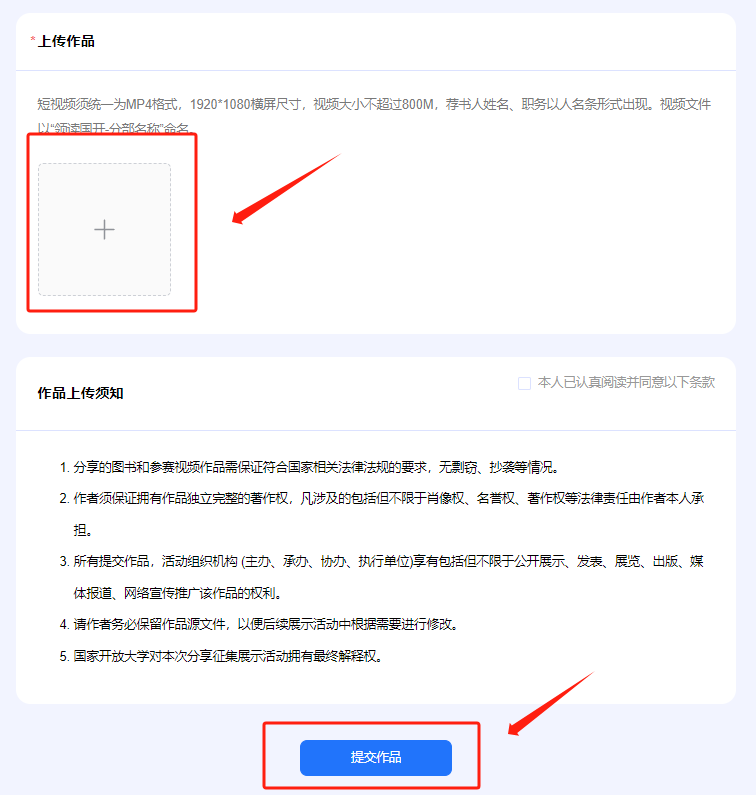 *上传作品
短视频须统一为MP4格式，1920*1080横屏尺寸，视频大小不超过800M，荐书人姓名、职务以人名条形式出现。视频文件
以“领读国开-分部名称”命名。
作品上传须知
本人已认真阅读并同意以下条款
1. 分享的图书和参赛视频作品需保证符合国家相关法律法规的要求，无剽窃、抄袭等情况。
2. 作者须保证拥有作品独立完整的著作权，凡涉及的包括但不限于肖像权、名誉权、著作权等法律责任由作者本人承
担。
3. 所有提交作品，活动组织机构 (主办、承办、协办、执行单位)享有包括但不限于公开展示、发表、展览、出版、媒
体报道、网络宣传推广该作品的权利。
4. 请作者务必保留作品源文件，以便后续展示活动中根据需要进行修改。
5. 国家开放大学对本次分享征集展示活动拥有最终解释权。
提交作品